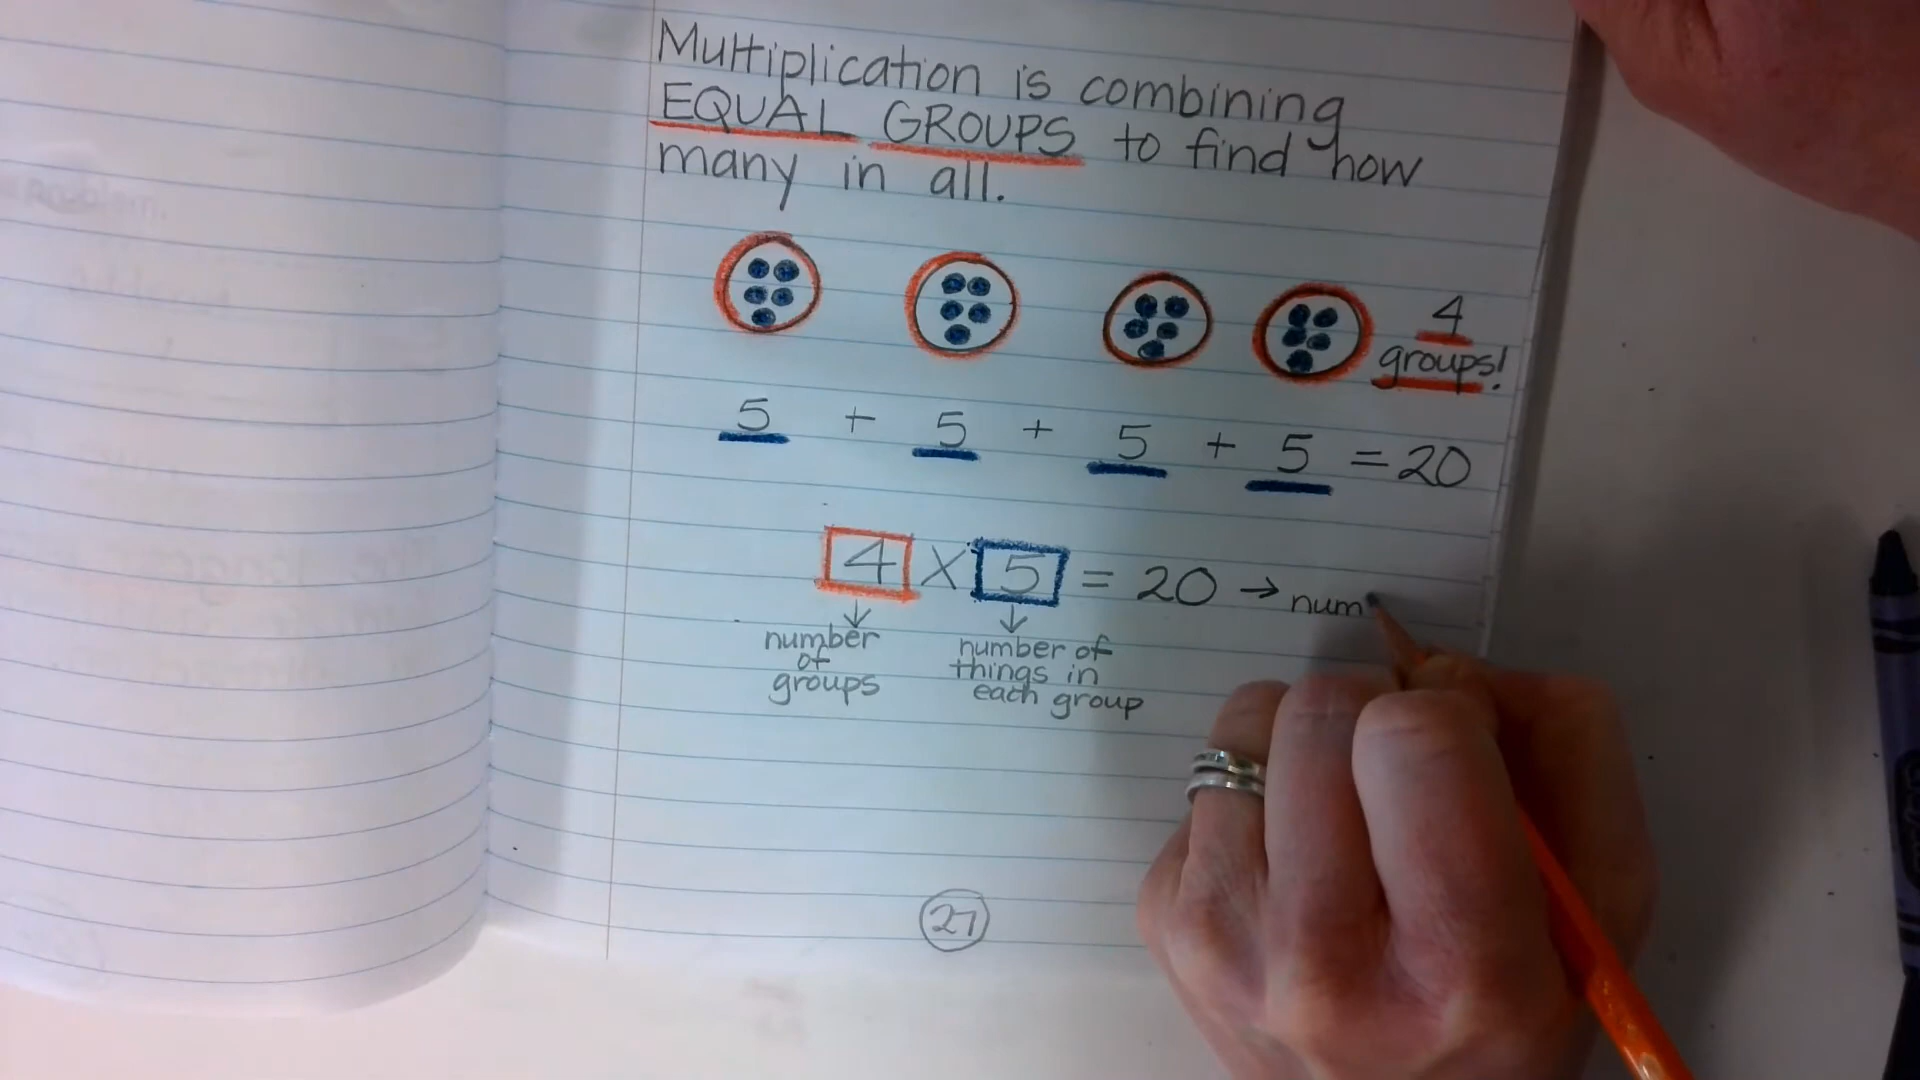 Multiplication is combining
EQUAL GROUPS to find how
many in all.
4
groups!
5 + 5 + 5 + 5 = 20
4 X 5 = 20 → num
number
of
groups
number of
things in
each group
27